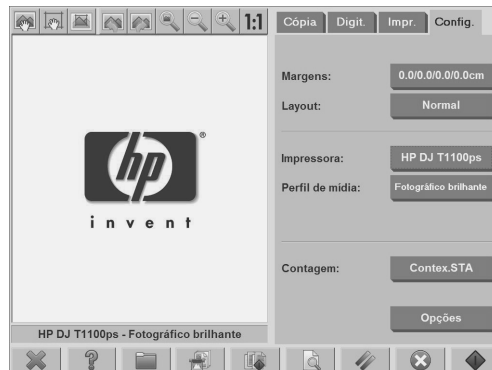 1:1
Cópia Digit. Impr. Config.
Margens: 0.0/0.0/0.0/0.0cm
Layout: Normal
hp
invent
Impressora: HP DJ T1100ps
Perfil de mídia: Fotográfico brilhante
Contagem: Contex.STA
Opções
HP DJ T1100ps - Fotográfico brilhante